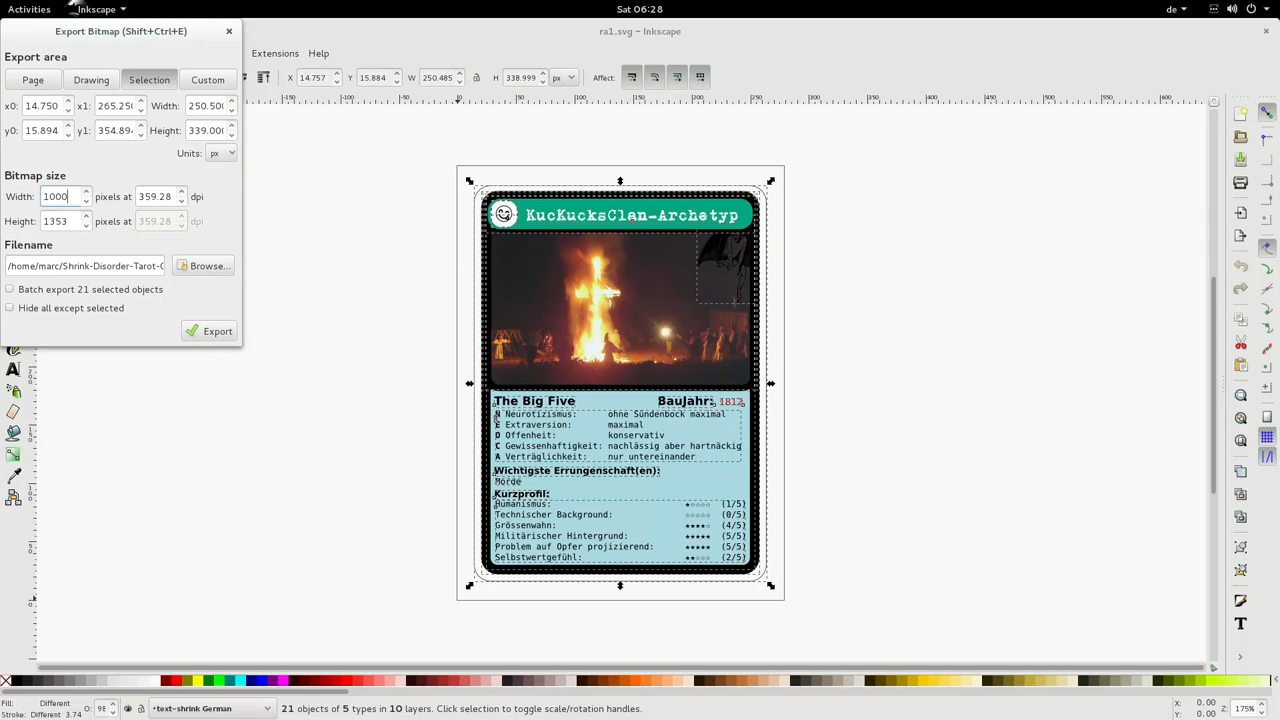 Activities
Inkscape
Sat 06:28
de
Export Bitmap (Shift+Ctrl+E)
ra1.svg - Inkscape
Export area
Extensions
Help
Page
Drawing
Selection
Custom
X 14.757
Y 15.884
W 250.485
H 338.999
px
Affect:
x0: 14.750
x1: 265.250
Width: 250.500
y0: 15.894
y1: 354.894
Height: 339.000
Units: px
Bitmap size
Width: 1000 pixels at 359.28 dpi
Height: 1353 pixels at 359.28 dpi
Filename
/home/marc/Shrink-Disorder-Tarot-C
Browse...
Batch export 21 selected objects
Hide all except selected
Export
KucKucksClan-Archetyp
The Big Five BauJahr: 1812
N Neurotizismus: ohne Sündenbock maximal
E Extraversion: maximal
O Offenheit: konservativ
C Gewissenhaftigkeit: nachlässig aber hartnäckig
A Verträglichkeit: nur untereinander
Wichtigste Errungenschaft(en):
Morde
Kurzprofil:
Humanismus: ★☆☆☆☆ (1/5)
Technischer Background: ☆☆☆☆☆ (0/5)
Grössenwahn: ★★★★☆ (4/5)
Militärischer Hintergrund: ★★★★★ (5/5)
Problem auf Opfer projizierend: ★★★★★ (5/5)
Selbstwertgefühl: ★★☆☆☆ (2/5)
Fill: Different
Stroke: Different 3.74
O: 98
•text-shrink German
21 objects of 5 types in 10 layers. Click selection to toggle scale/rotation handles.
X: 0.00
Y: 0.00
Z: 175%